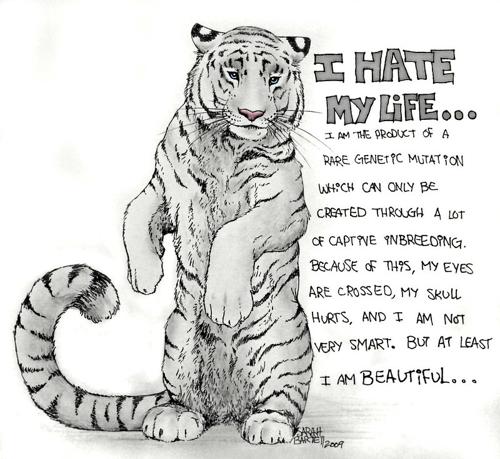 I HATE
MY LiFE...
I AM THE PRODUCT OF A
RARE GENETIC MUTATION
WHICH CAN ONLY BE
CREATED THROUGH A LOT
OF CAPTIVE INBREEDING.
BECAUSE OF THIS, MY EYES
ARE CROSSED, MY SKULL
HURTS, AND I AM NOT
VERY SMART. BUT AT LEAST
I AM BEAUTIFUL...
SARAH
BARTELL
2009